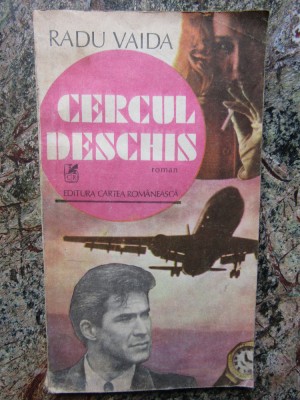 RADU VAIDA
CERCUL
DESCHIS
roman
EDITURA CARTEA ROMÂNEASCĂ